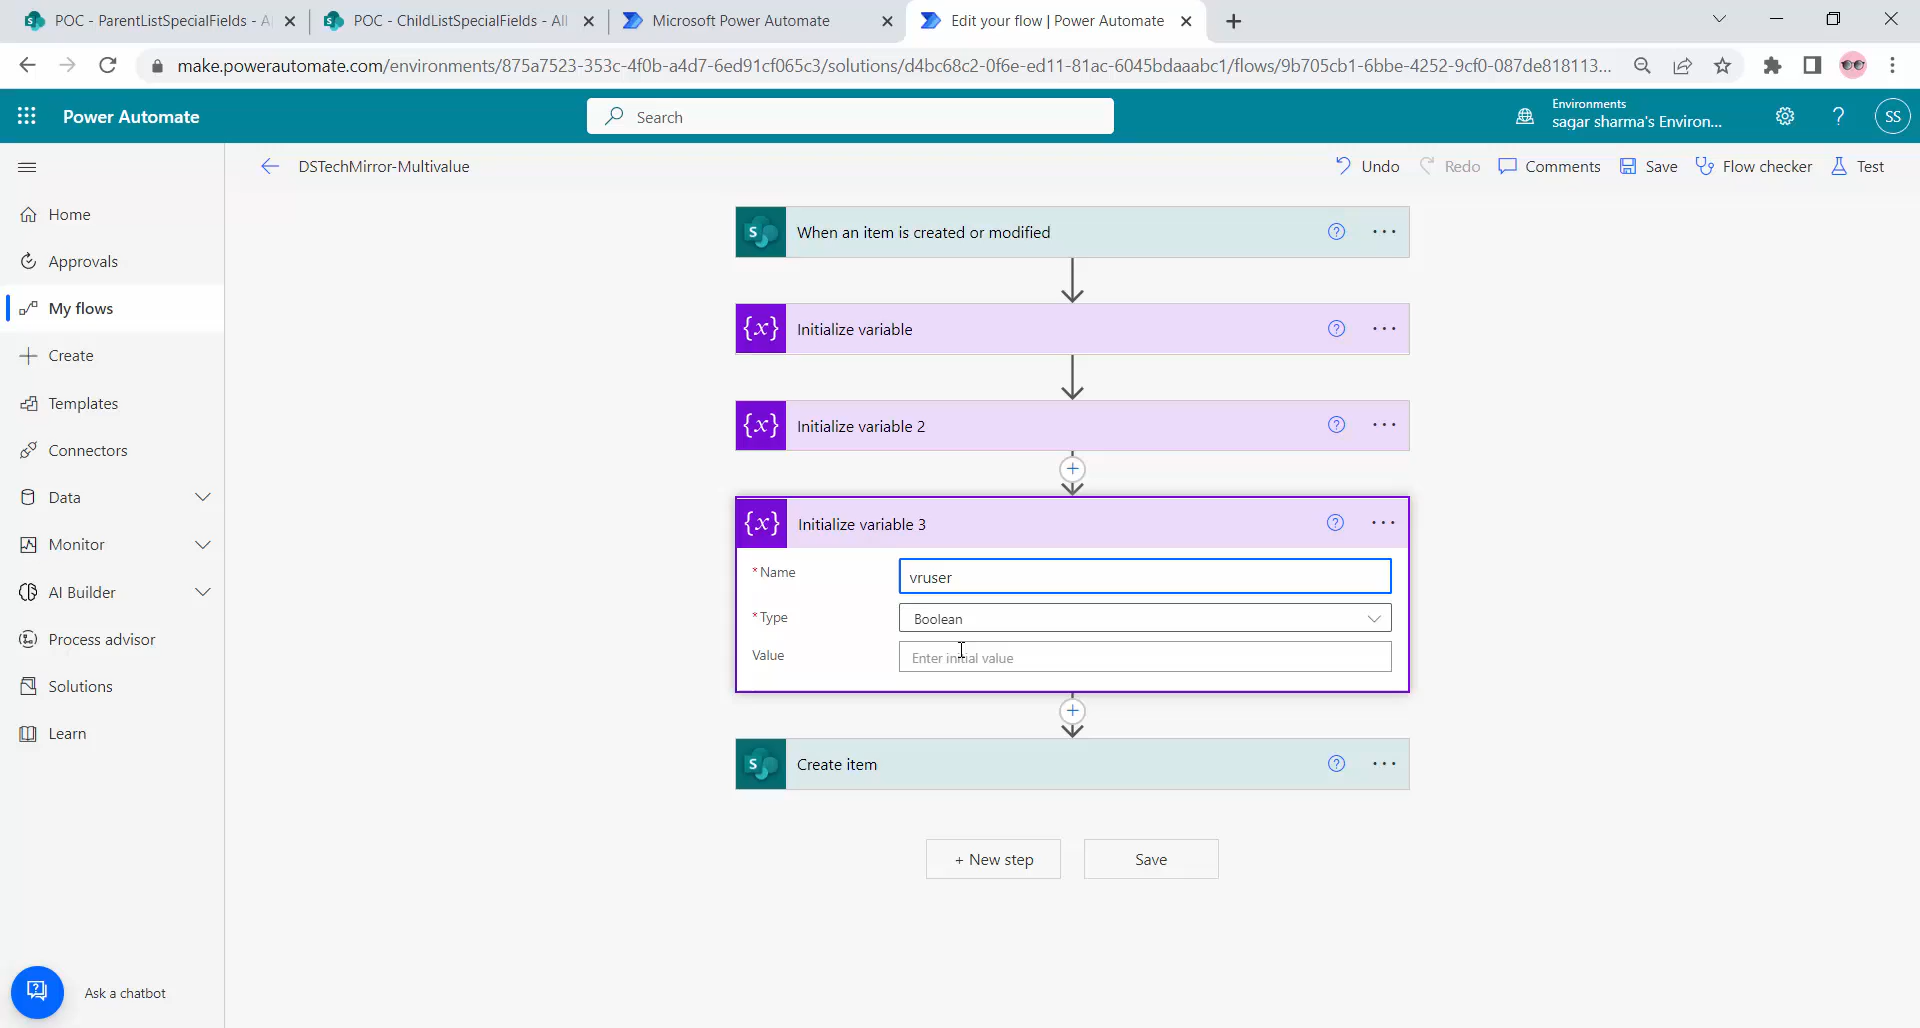 POC - ParentListSpecialFields - A
POC - ChildListSpecialFields - All
Microsoft Power Automate
Edit your flow | Power Automate
make.powerautomate.com/environments/875a7523-353c-4f0b-a4d7-6ed91cf065c3/solutions/d4bc68c2-0f6e-ed11-81ac-6045bdaaabc1/flows/9b705cb1-6bbe-4252-9cf0-087de818113...
Power Automate
Search
Environments
sagar sharma's Environ...
SS
DSTechMirror-Multivalue
Undo
Redo
Comments
Save
Flow checker
Test
Home
Approvals
My flows
Create
Templates
Connectors
Data
Monitor
AI Builder
Process advisor
Solutions
Learn
Ask a chatbot
When an item is created or modified
{x} Initialize variable
{x} Initialize variable 2
{x} Initialize variable 3
* Name
vruser
* Type
Boolean
Value
Enter initial value
Create item
+ New step
Save